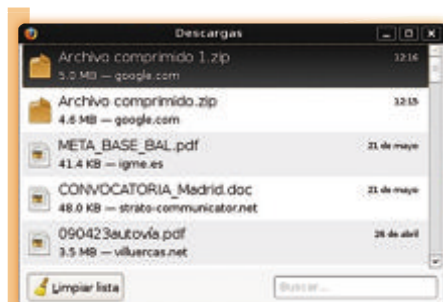 Descargas
Archivo comprimido 1.zip 12:16
5.0 MB — google.com
Archivo comprimido.zip 12:15
4.6 MB — google.com
META_BASE_BAL.pdf 21 de mayo
41.4 KB — igme.es
CONVOCATORIA_Madrid.doc 21 de mayo
48.0 KB — strato-communicator.net
090423autovía.pdf 28 de abril
3.5 MB — villuercas.net
Limpiar lista Buscar...